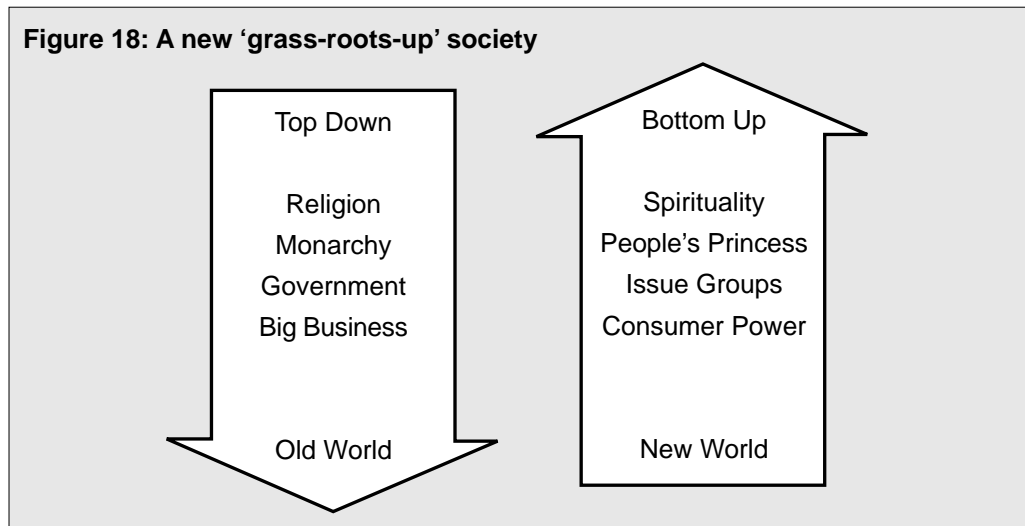 Figure 18: A new ‘grass-roots-up’ society
Top Down
Religion
Monarchy
Government
Big Business
Old World
Bottom Up
Spirituality
People’s Princess
Issue Groups
Consumer Power
New World